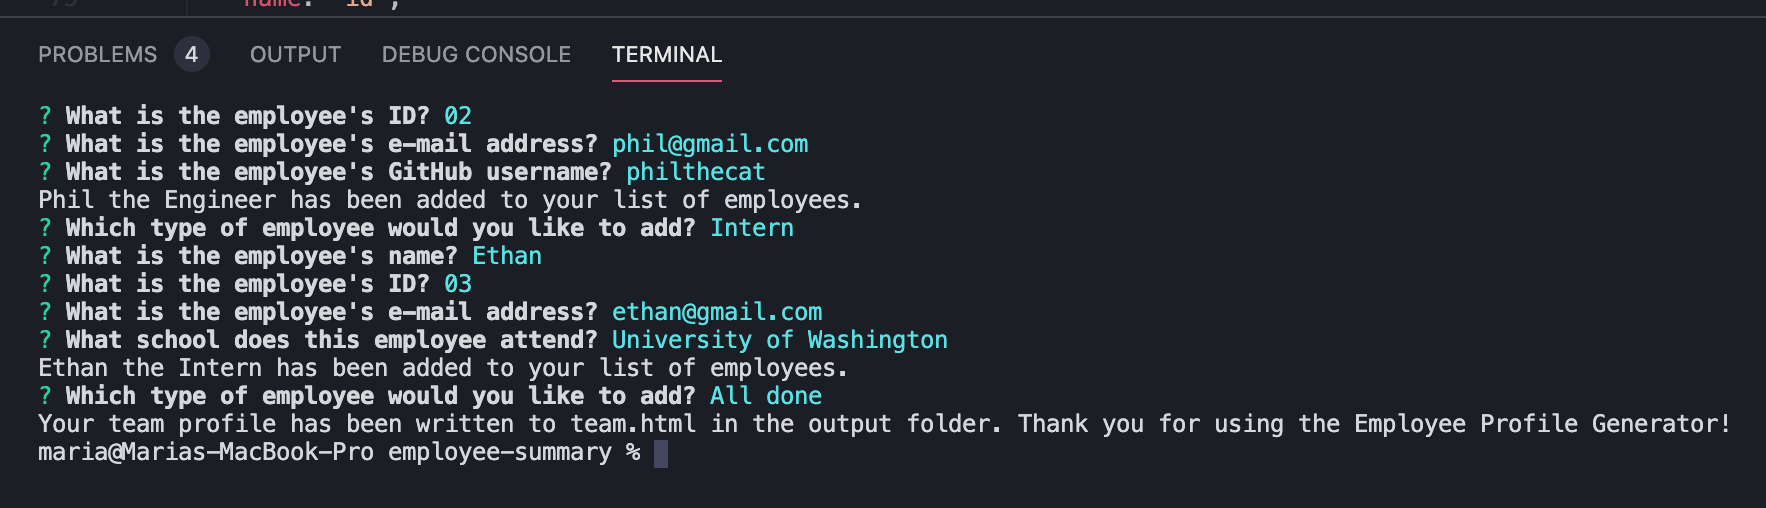 name: 'id',
PROBLEMS 4 OUTPUT DEBUG CONSOLE TERMINAL
? What is the employee's ID? 02
? What is the employee's e-mail address? phil@gmail.com
? What is the employee's GitHub username? philthecat
Phil the Engineer has been added to your list of employees.
? Which type of employee would you like to add? Intern
? What is the employee's name? Ethan
? What is the employee's ID? 03
? What is the employee's e-mail address? ethan@gmail.com
? What school does this employee attend? University of Washington
Ethan the Intern has been added to your list of employees.
? Which type of employee would you like to add? All done
Your team profile has been written to team.html in the output folder. Thank you for using the Employee Profile Generator!
maria@Marias-MacBook-Pro employee-summary %